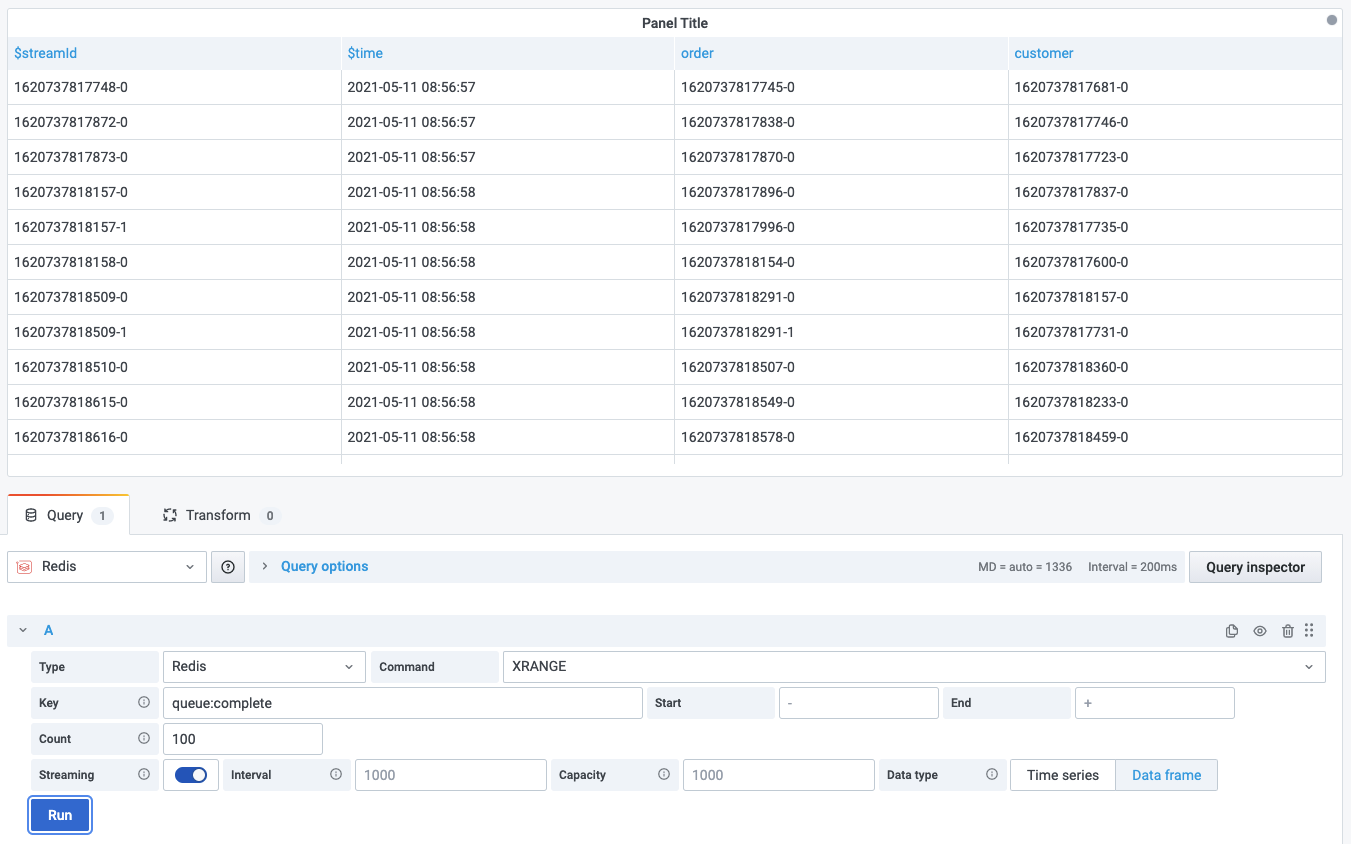 Panel Title
$streamId $time order customer
1620737817748-0 2021-05-11 08:56:57 1620737817745-0 1620737817681-0
1620737817872-0 2021-05-11 08:56:57 1620737817838-0 1620737817746-0
1620737817873-0 2021-05-11 08:56:57 1620737817870-0 1620737817723-0
1620737818157-0 2021-05-11 08:56:58 1620737817896-0 1620737817837-0
1620737818157-1 2021-05-11 08:56:58 1620737817996-0 1620737817735-0
1620737818158-0 2021-05-11 08:56:58 1620737818154-0 1620737817600-0
1620737818509-0 2021-05-11 08:56:58 1620737818291-0 1620737818157-0
1620737818509-1 2021-05-11 08:56:58 1620737818291-1 1620737817731-0
1620737818510-0 2021-05-11 08:56:58 1620737818507-0 1620737818360-0
1620737818615-0 2021-05-11 08:56:58 1620737818549-0 1620737818233-0
1620737818616-0 2021-05-11 08:56:58 1620737818578-0 1620737818459-0
Query 1 Transform 0
Redis Query options MD = auto = 1336 Interval = 200ms Query inspector
A
Type Redis Command XRANGE
Key queue:complete Start - End +
Count 100
Streaming Interval 1000 Capacity 1000 Data type Time series Data frame
Run